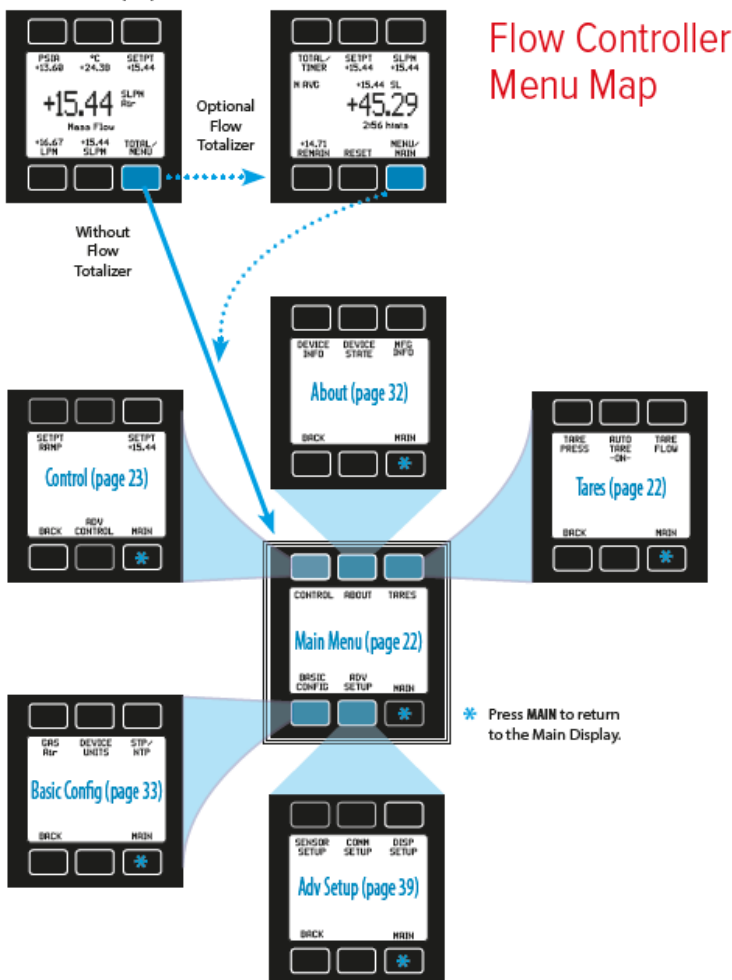 Flow Controller
Menu Map
PSIA °C SETPT
+13.60 +24.30 +15.44
+15.44 SLPM
Air
Mass Flow
+16.67 +15.44 TOTAL/
LPM SLPM MENU
Optional
Flow
Totalizer
TOTAL/ SETPT SLPM
TIMER +15.44 +15.44
M AVG +15.44 SL
+45.29
2:56 hints
+14.71 MENU/
REMAIN RESET MAIN
Without
Flow
Totalizer
DEVICE DEVICE MFG
INFO STATE INFO
About (page 32)
BACK MAIN
*
SETPT SETPT
RAMP +15.44
Control (page 23)
ADV
BACK CONTROL MAIN
*
TARE AUTO TARE
PRESS TARE FLOW
-ON-
Tares (page 22)
BACK MAIN
*
CONTROL ABOUT TARES
Main Menu (page 22)
BASIC ADV
CONFIG SETUP MAIN
*
* Press MAIN to return
to the Main Display.
GAS DEVICE STP/
Air UNITS NTP
Basic Config (page 33)
BACK MAIN
*
SENSOR COMM DISP
SETUP SETUP SETUP
Adv Setup (page 39)
BACK MAIN
*